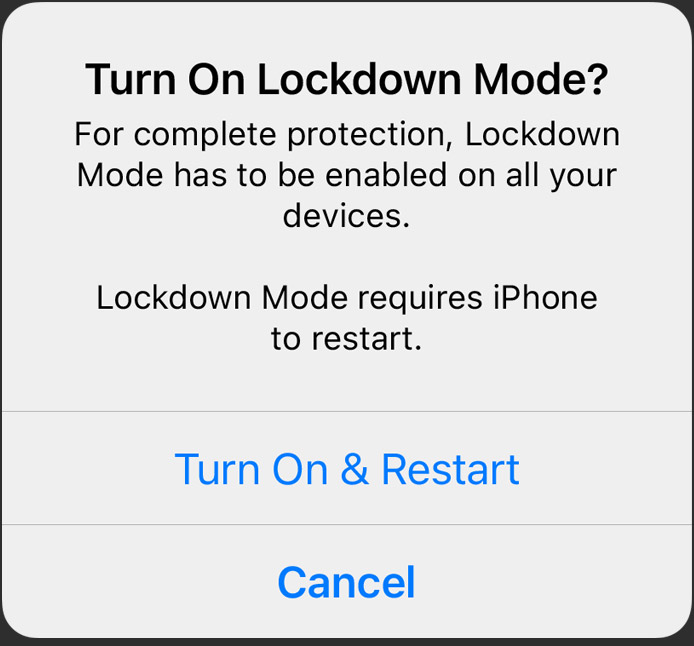 Turn On Lockdown Mode?
For complete protection, Lockdown
Mode has to be enabled on all your
devices.
Lockdown Mode requires iPhone
to restart.
Turn On & Restart
Cancel